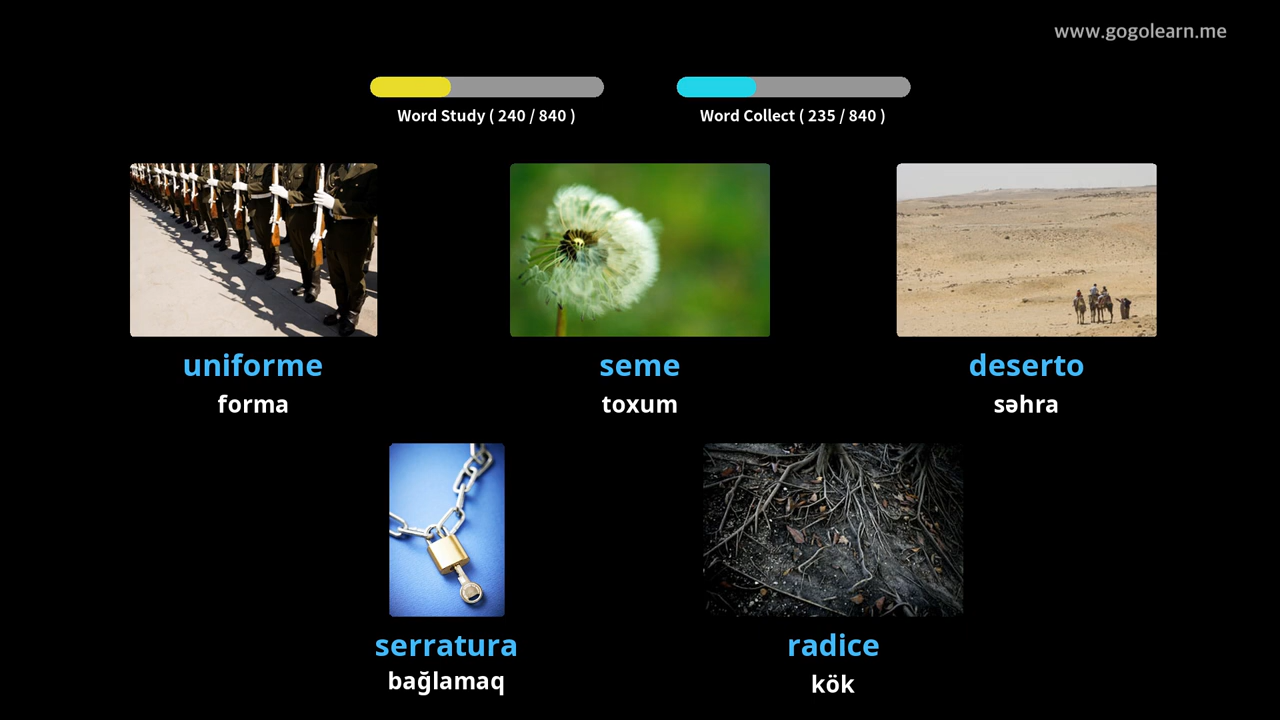 www.gogolearn.me
Word Study ( 240 / 840 )
Word Collect ( 235 / 840 )
uniforme
forma
seme
toxum
deserto
səhra
serratura
bağlamaq
radice
kök